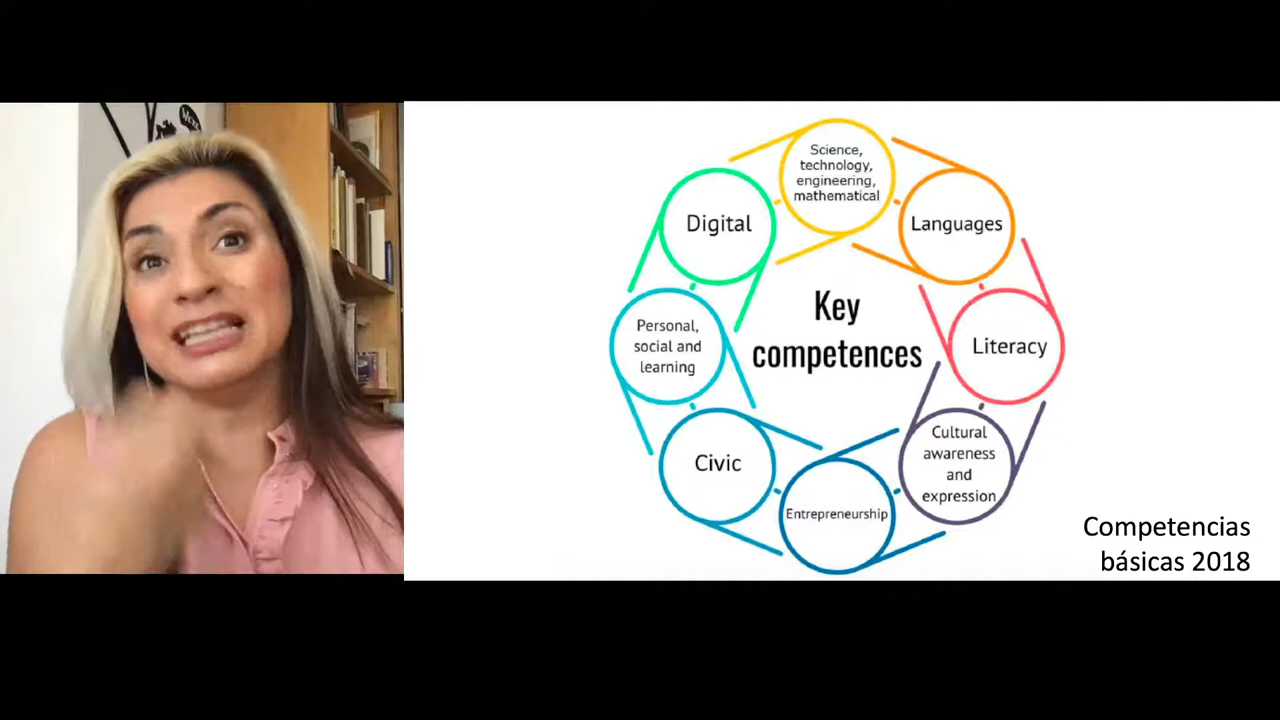 Science,
technology,
engineering,
mathematical
Digital
Languages
Personal,
social and
learning
Key
competences
Literacy
Civic
Cultural
awareness
and
expression
Entrepreneurship
Competencias
básicas 2018